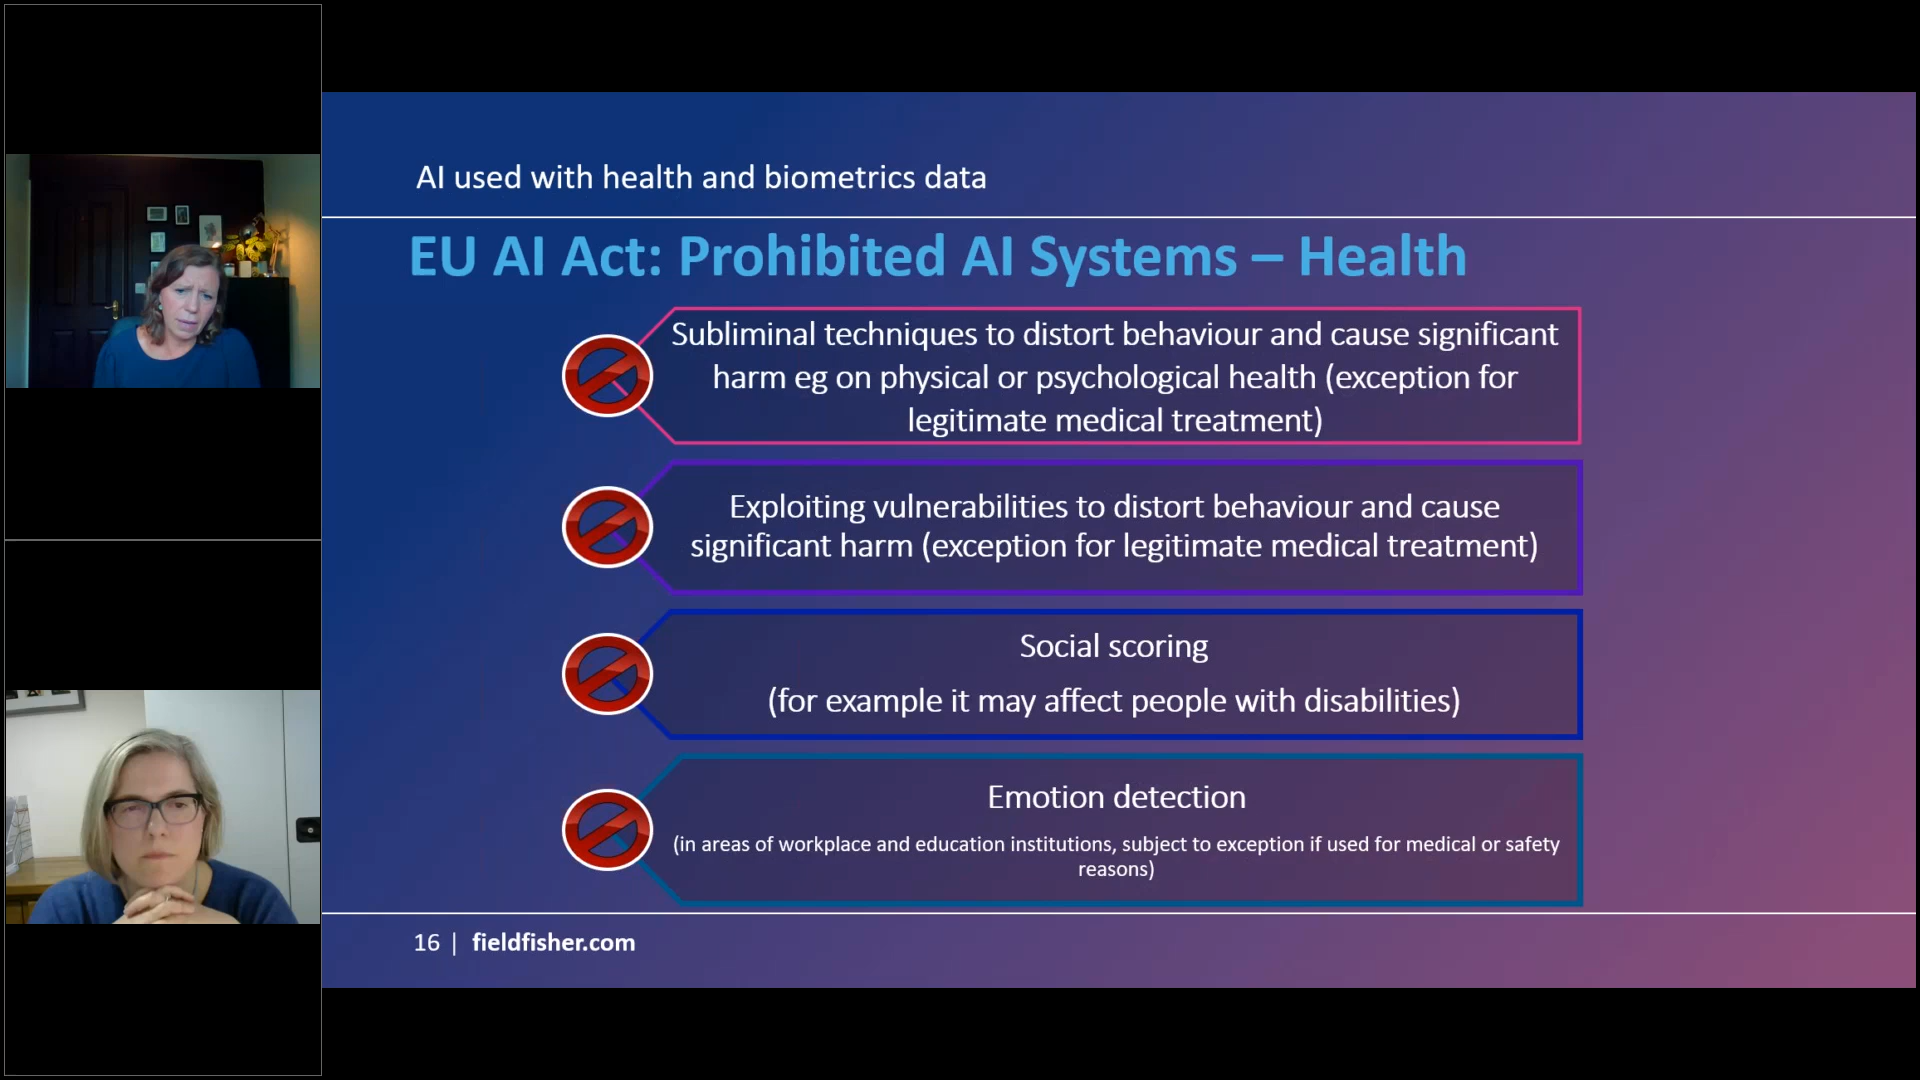 AI used with health and biometrics data
EU AI Act: Prohibited AI Systems – Health
Subliminal techniques to distort behaviour and cause significant
harm eg on physical or psychological health (exception for
legitimate medical treatment)
Exploiting vulnerabilities to distort behaviour and cause
significant harm (exception for legitimate medical treatment)
Social scoring
(for example it may affect people with disabilities)
Emotion detection
(in areas of workplace and education institutions, subject to exception if used for medical or safety
reasons)
16 | fieldfisher.com